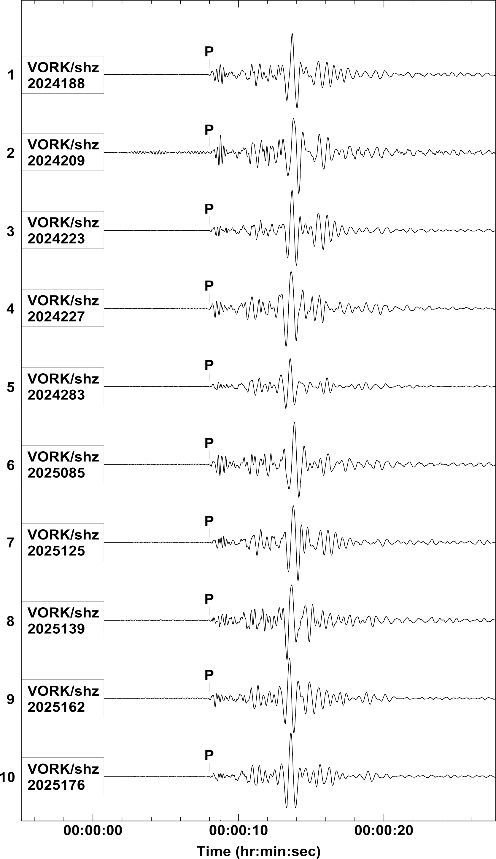 P
1 VORK/shz
2024188
P
2 VORK/shz
2024209
P
3 VORK/shz
2024223
P
4 VORK/shz
2024227
P
5 VORK/shz
2024283
P
6 VORK/shz
2025085
P
7 VORK/shz
2025125
P
8 VORK/shz
2025139
P
9 VORK/shz
2025162
P
10 VORK/shz
2025176
00:00:00 00:00:10 00:00:20
Time (hr:min:sec)